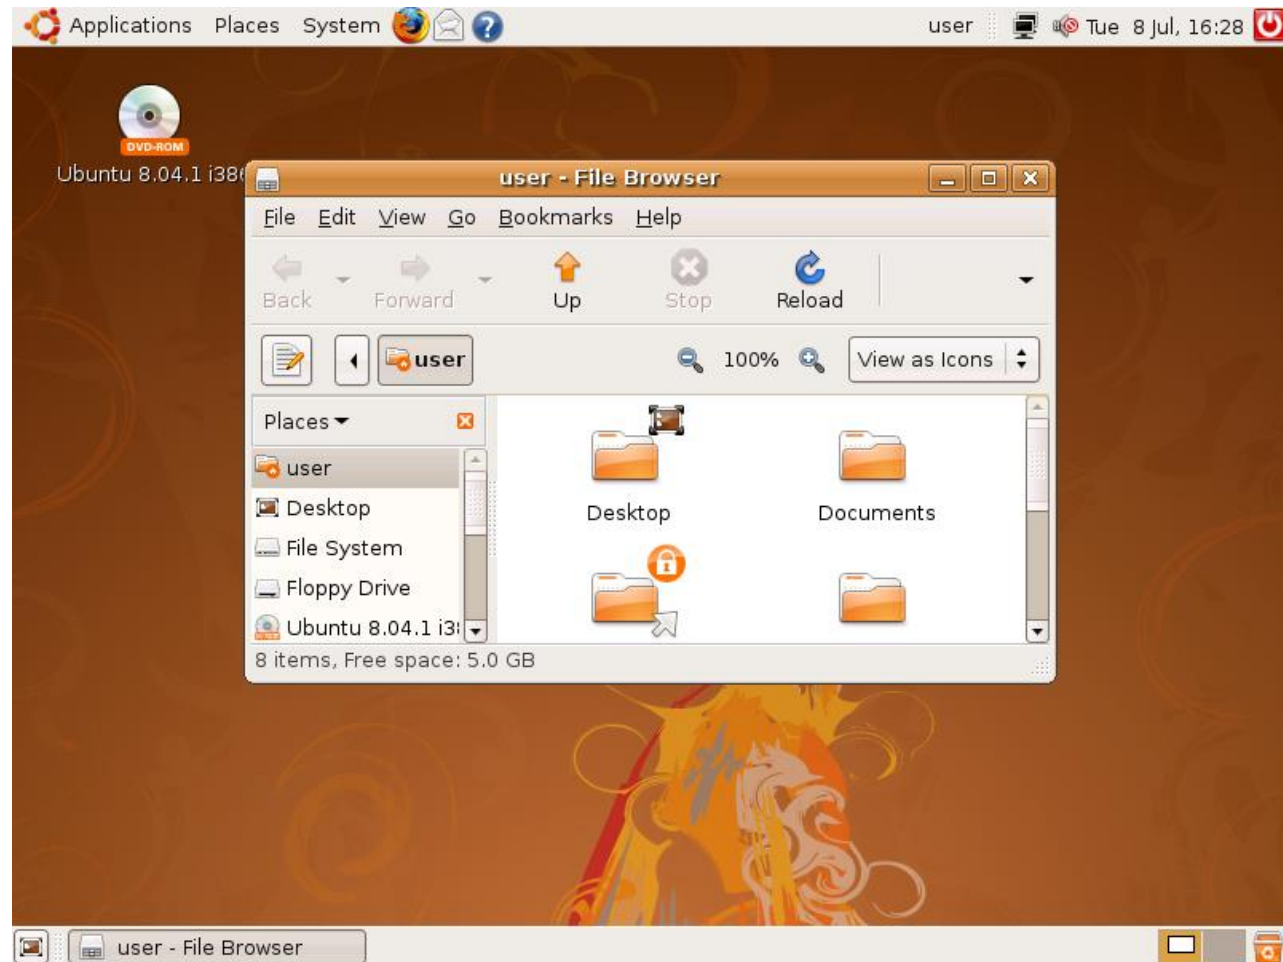 Applications Places System user Tue 8 Jul, 16:28
DVD-ROM
Ubuntu 8.04.1 i386
user - File Browser
File Edit View Go Bookmarks Help
Back Forward Up Stop Reload
user 100% View as Icons
Places
user
Desktop
File System
Floppy Drive
Ubuntu 8.04.1 i3
Desktop Documents
8 items, Free space: 5.0 GB
user - File Browser